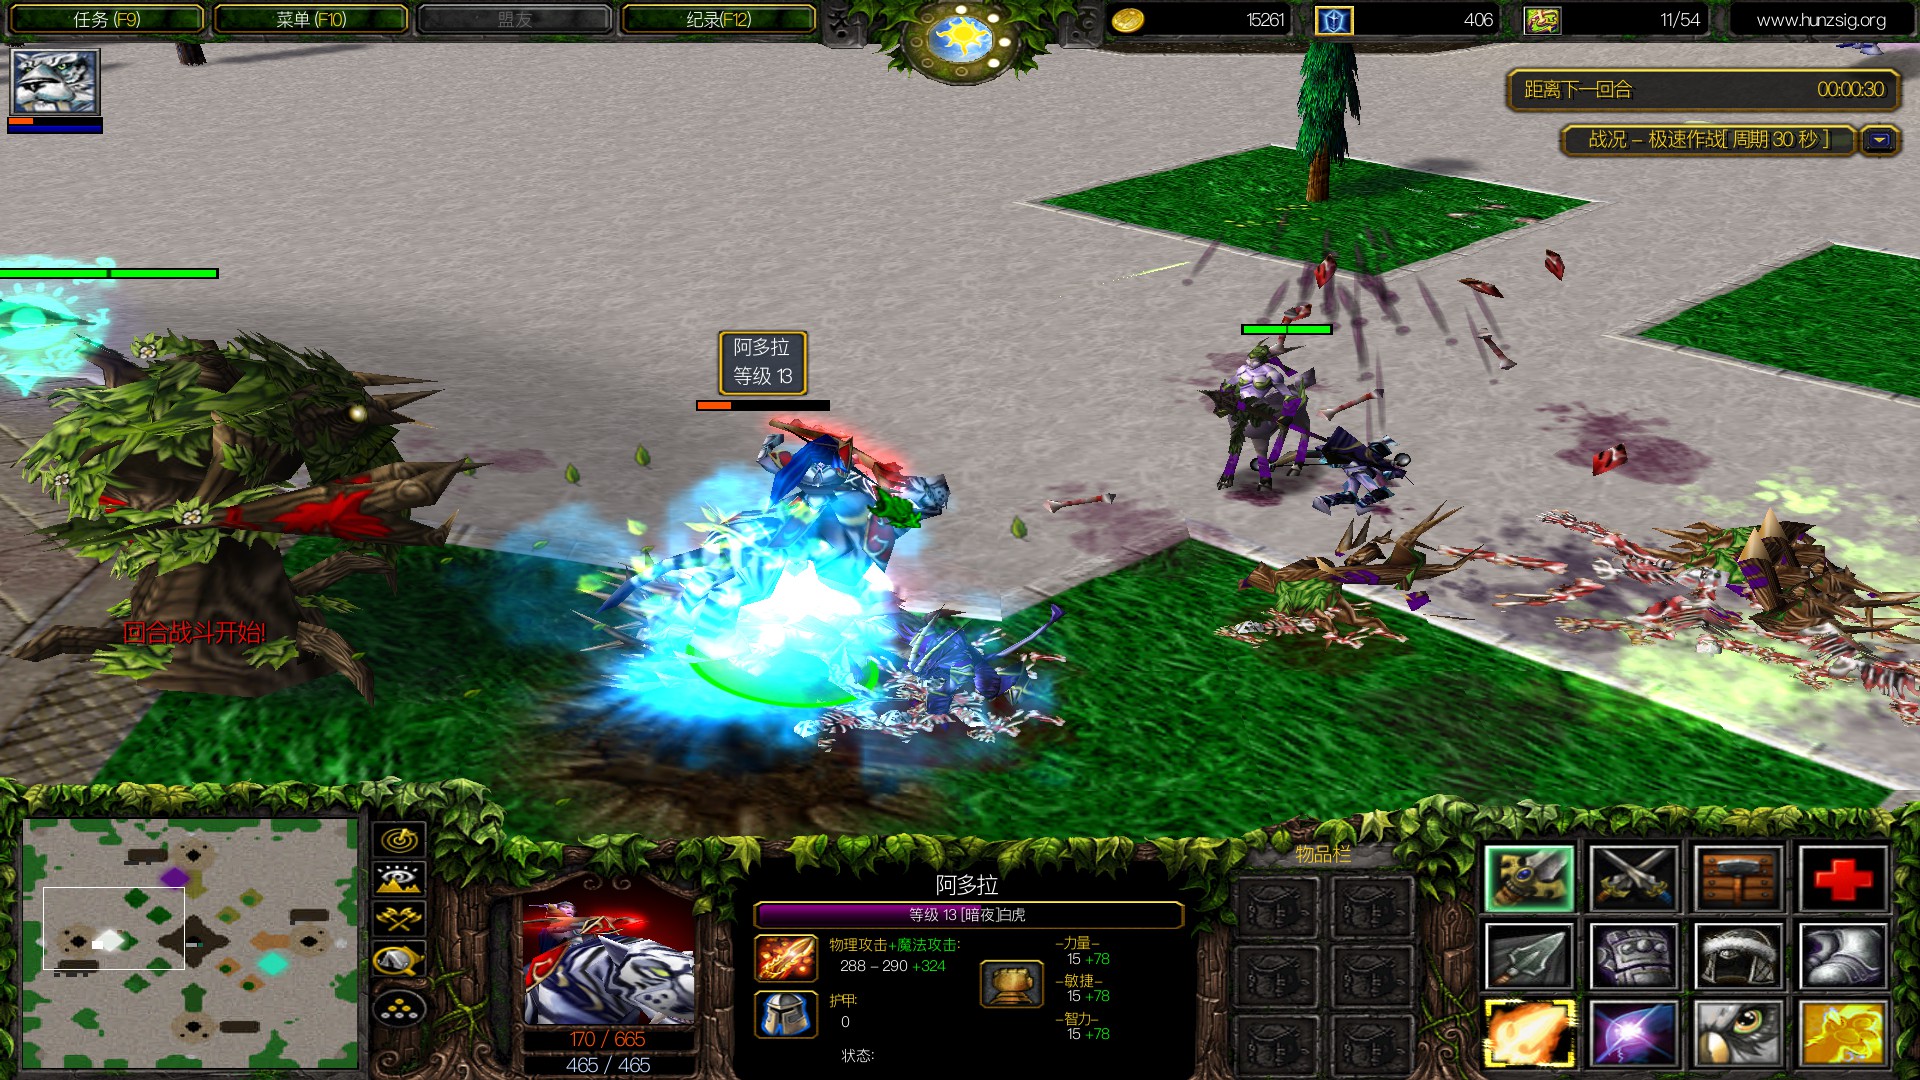 任务 (F9)
菜单 (F10)
盟友
纪录(F12)
15261
406
11/54
www.hunzsig.org
距离下一回合 00:00:30
战况 – 极速作战[ 周期 30 秒 ]
阿多拉
等级 13
回合战斗开始!
阿多拉
等级 13 [暗夜]白虎
物理攻击+魔法攻击:
288 – 290 +324
护甲:
0
状态:
–力量–
15 +78
–敏捷–
15 +78
–智力–
15 +78
170 / 665
465 / 465
物品栏